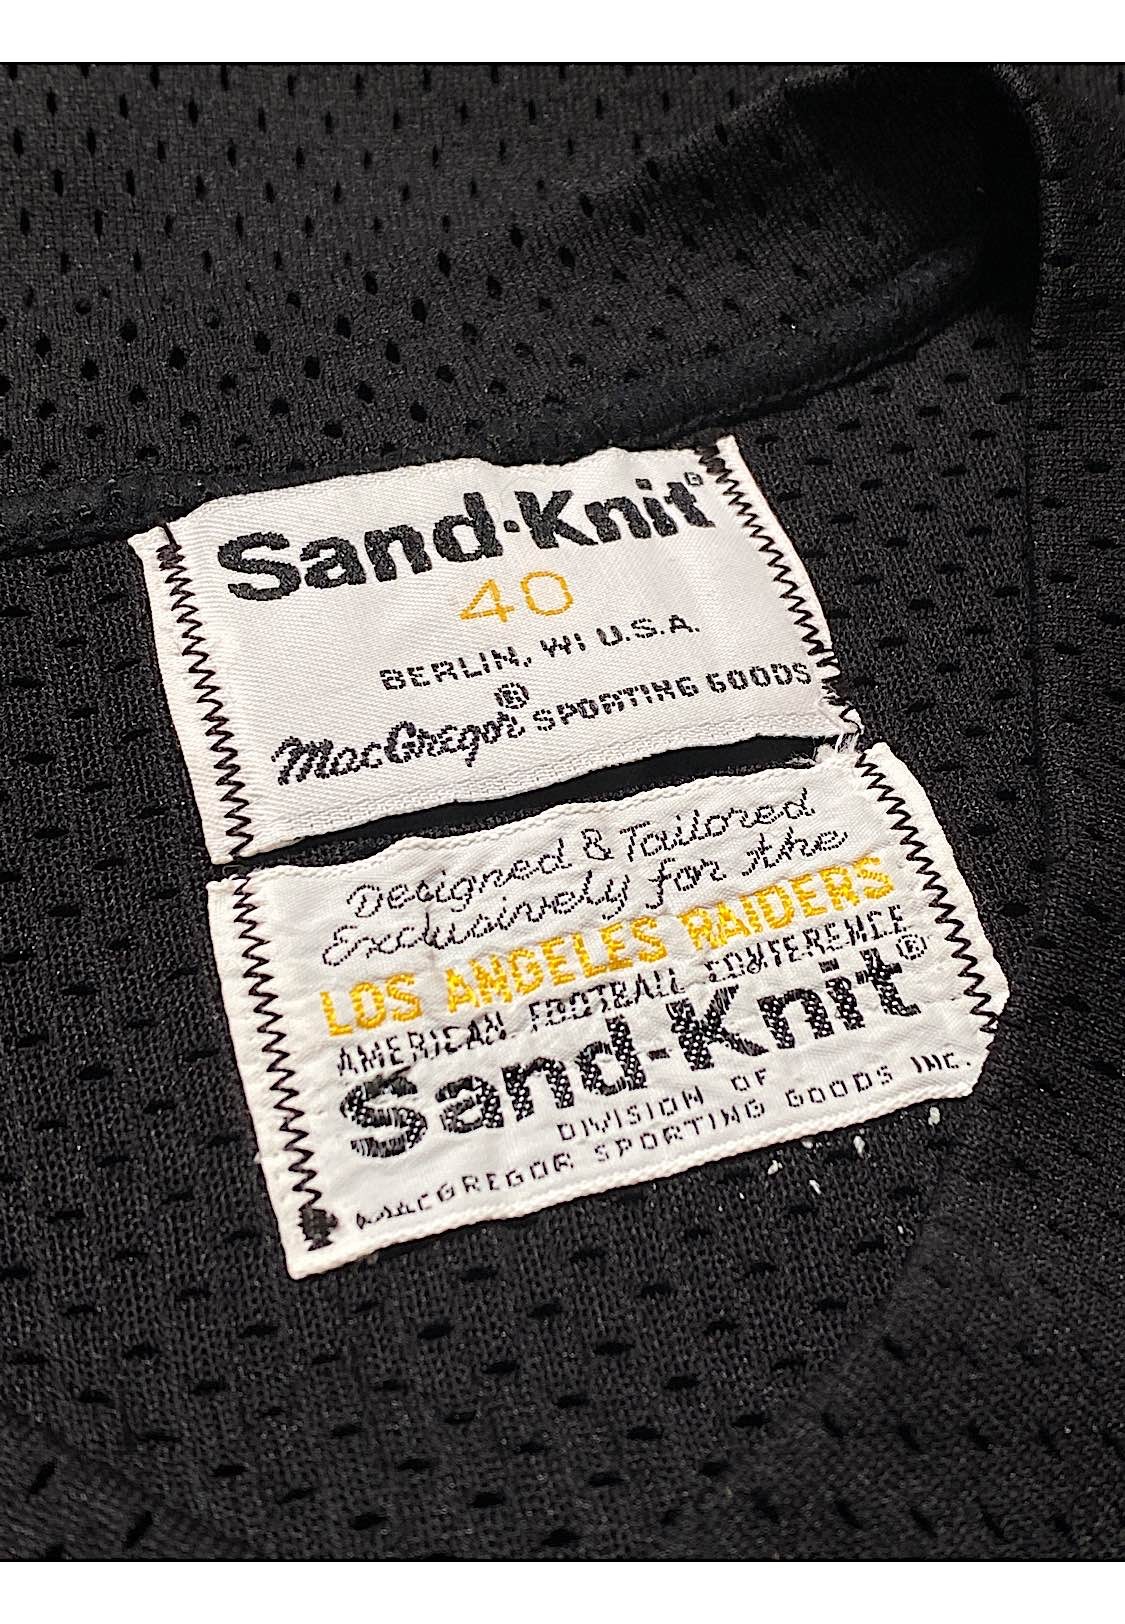 Sand-Knit®
40
BERLIN, WI U.S.A.
®
MacGregor SPORTING GOODS
Designed & Tailored
Exclusively for the
LOS ANGELES RAIDERS
AMERICAN FOOTBALL CONFERENCE
Sand-Knit®
DIVISION OF
MACGREGOR SPORTING GOODS INC.